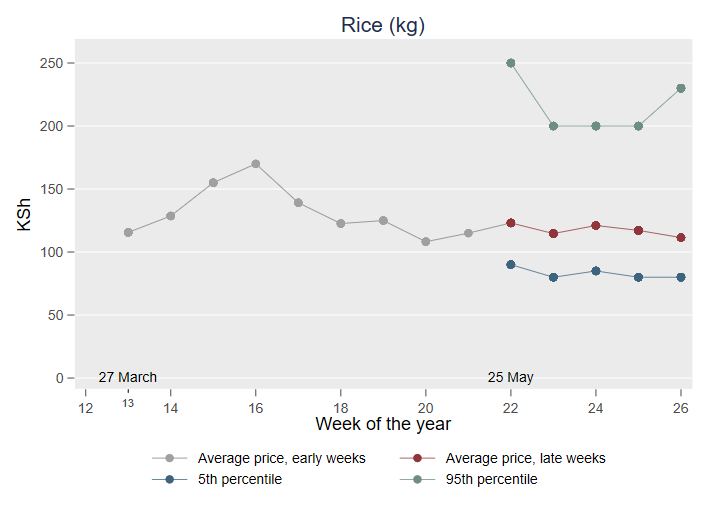 Rice (kg)
250
200
150
100
50
0
KSh
27 March
25 May
12 13 14 16 18 20 22 24 26
Week of the year
Average price, early weeks Average price, late weeks
5th percentile 95th percentile